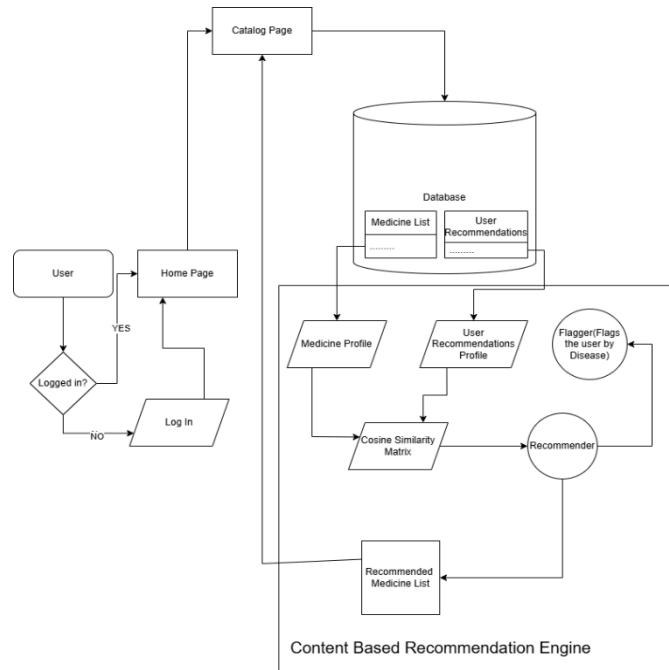 Catalog Page
Database
Medicine List
..........
User
Recommendations
..........
User
Home Page
YES
Logged in?
NO
Log In
Medicine Profile
User
Recommendations
Profile
Flagger(Flags
the user by
Disease)
Cosine Similarity
Matrix
Recommender
Recommended
Medicine List
Content Based Recommendation Engine